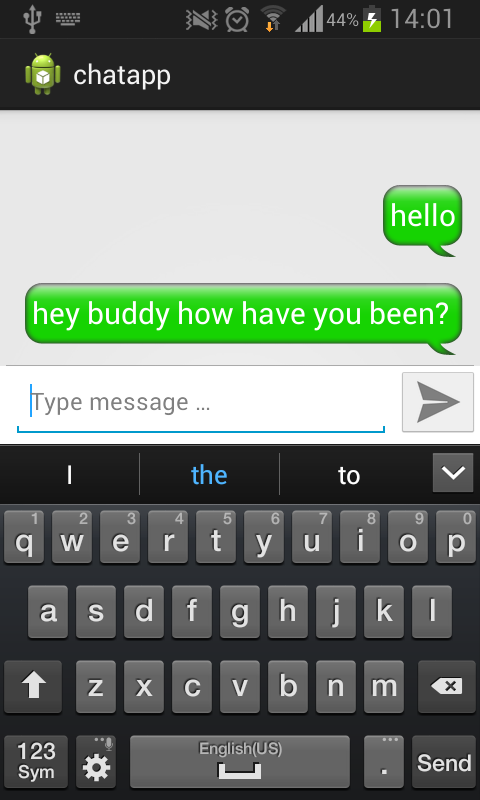 44% 14:01
chatapp
hello
hey buddy how have you been?
Type message ...
I the to
1 2 3 4 5 6 7 8 9 0
q w e r t y u i o p
a s d f g h j k l
z x c v b n m
123 Sym English(US) . Send